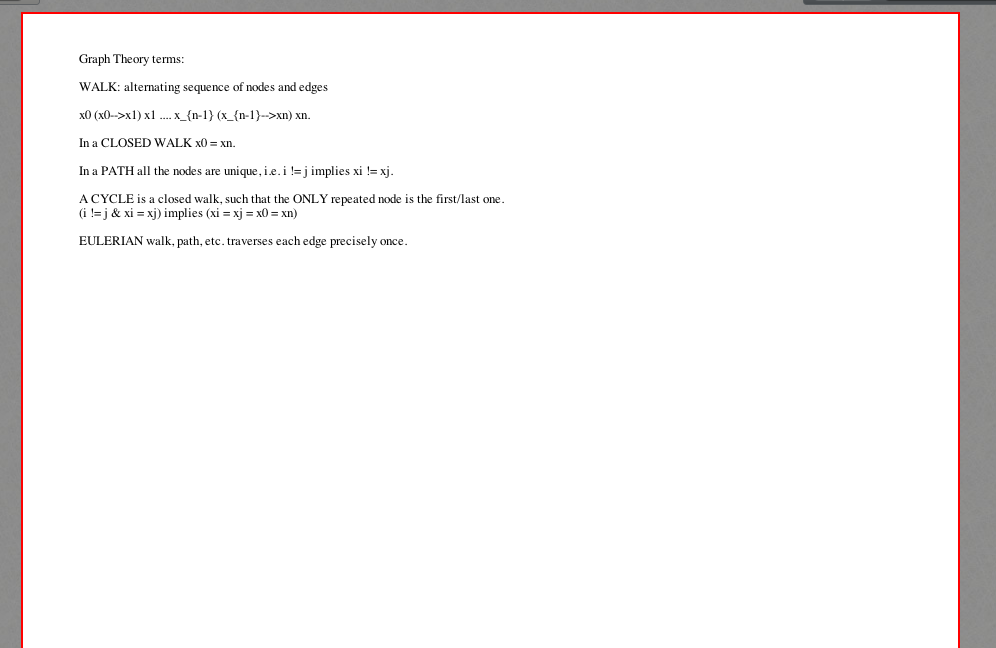 Graph Theory terms:
WALK: alternating sequence of nodes and edges
x0 (x0-->x1) x1 .... x_{n-1} (x_{n-1}-->xn) xn.
In a CLOSED WALK x0 = xn.
In a PATH all the nodes are unique, i.e. i != j implies xi != xj.
A CYCLE is a closed walk, such that the ONLY repeated node is the first/last one.
(i != j & xi = xj) implies (xi = xj = x0 = xn)
EULERIAN walk, path, etc. traverses each edge precisely once.